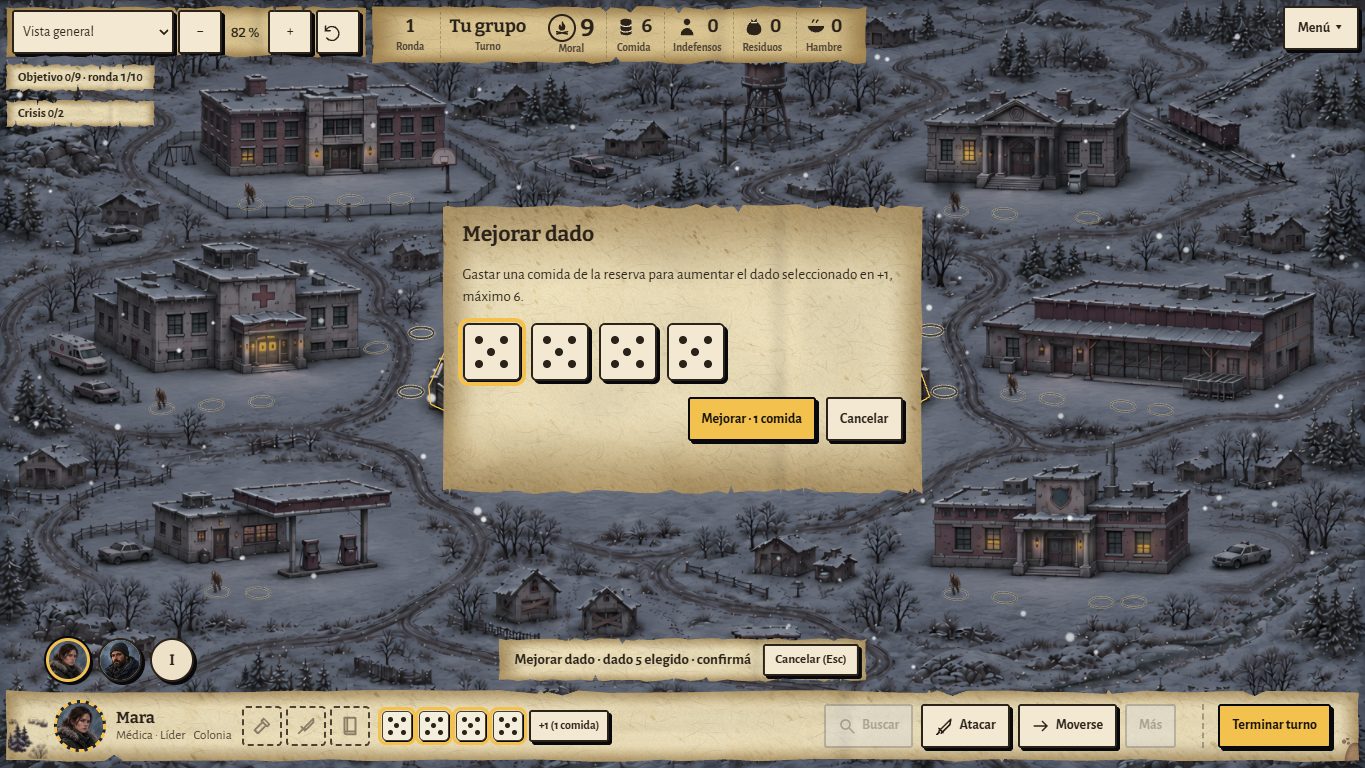 Vista general
−
82 %
+
1
Ronda
Tu grupo
Turno
9
Moral
6
Comida
0
Indefensos
0
Residuos
0
Hambre
Menú
Objetivo 0/9 · ronda 1/10
Crisis 0/2
Mejorar dado
Gastar una comida de la reserva para aumentar el dado seleccionado en +1,
máximo 6.
Mejorar · 1 comida
Cancelar
I
Mejorar dado · dado 5 elegido · confirmá
Cancelar (Esc)
Mara
Médica · Líder Colonia
+1 (1 comida)
Buscar
Atacar
Moverse
Más
Terminar turno